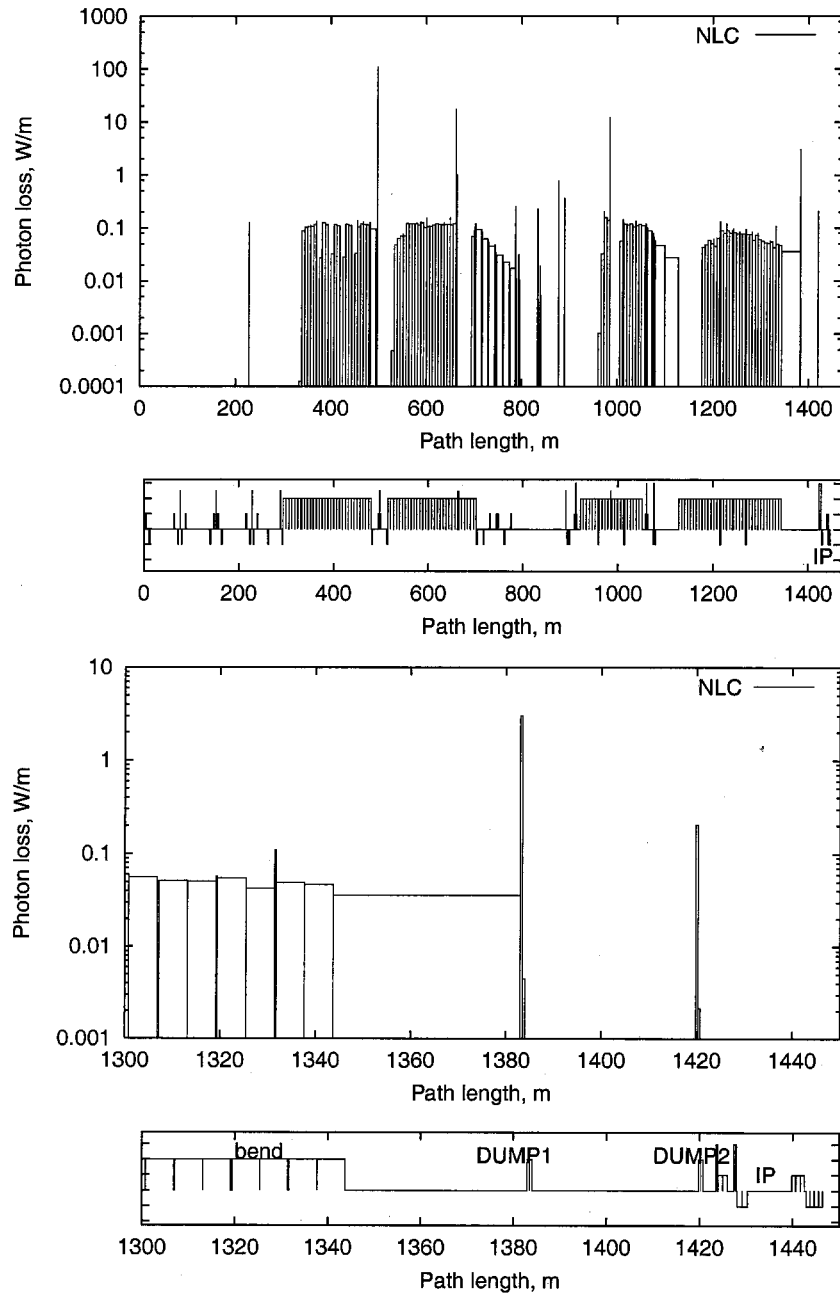 NLC
Photon loss, W/m
1000
100
10
1
0.1
0.01
0.001
0.0001
0 200 400 600 800 1000 1200 1400
Path length, m
IP
0 200 400 600 800 1000 1200 1400
Path length, m
NLC
Photon loss, W/m
10
1
0.1
0.01
0.001
1300 1320 1340 1360 1380 1400 1420 1440
Path length, m
bend DUMP1 DUMP2 IP
1300 1320 1340 1360 1380 1400 1420 1440
Path length, m